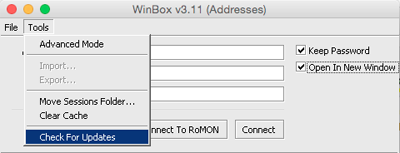 WinBox v3.11 (Addresses)
File Tools
Advanced Mode
Import...
Export...
Move Sessions Folder...
Clear Cache
Check For Updates
Keep Password
Open In New Window
To RoMON
Connect